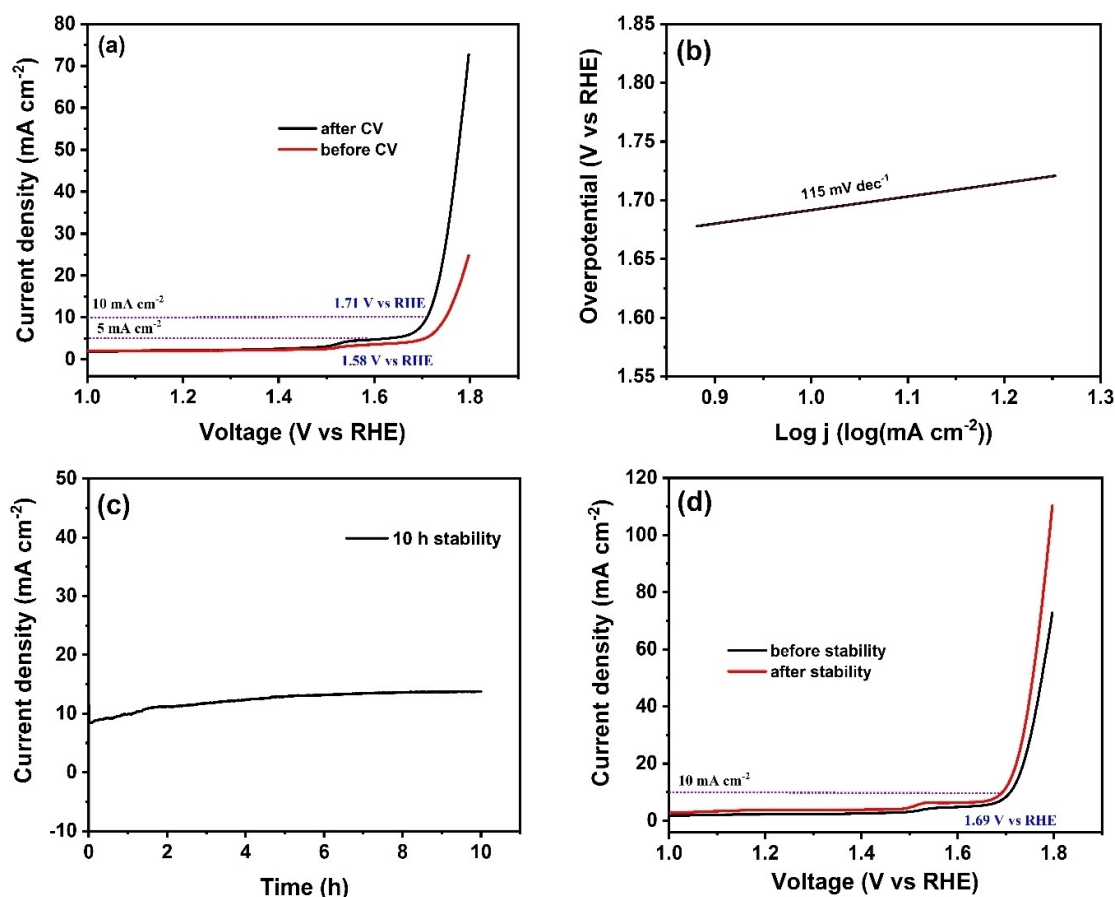 (a)
Current density (mA cm⁻²)
80
70
60
50
40
30
20
10
0
after CV
before CV
10 mA cm⁻²
1.71 V vs RHE
5 mA cm⁻²
1.58 V vs RHE
1.0 1.2 1.4 1.6 1.8
Voltage (V vs RHE)
(b)
Overpotential (V vs RHE)
1.85
1.80
1.75
1.70
1.65
1.60
1.55
115 mV dec⁻¹
0.9 1.0 1.1 1.2 1.3
Log j (log(mA cm⁻²))
(c)
Current density (mA cm⁻²)
50
40
30
20
10
0
-10
10 h stability
0 2 4 6 8 10
Time (h)
(d)
Current density (mA cm⁻²)
120
100
80
60
40
20
0
before stability
after stability
10 mA cm⁻²
1.69 V vs RHE
1.0 1.2 1.4 1.6 1.8
Voltage (V vs RHE)